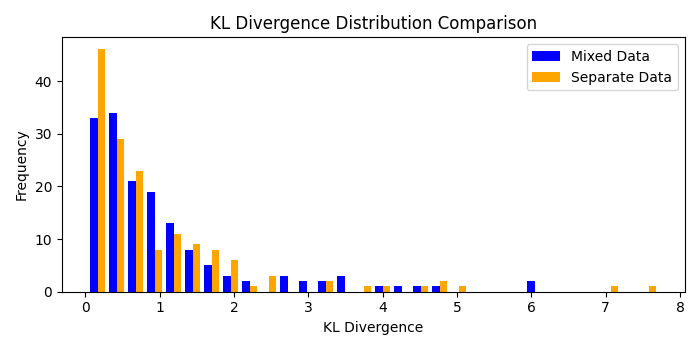 KL Divergence Distribution Comparison
Mixed Data
Separate Data
Frequency
40
30
20
10
0
0 1 2 3 4 5 6 7 8
KL Divergence